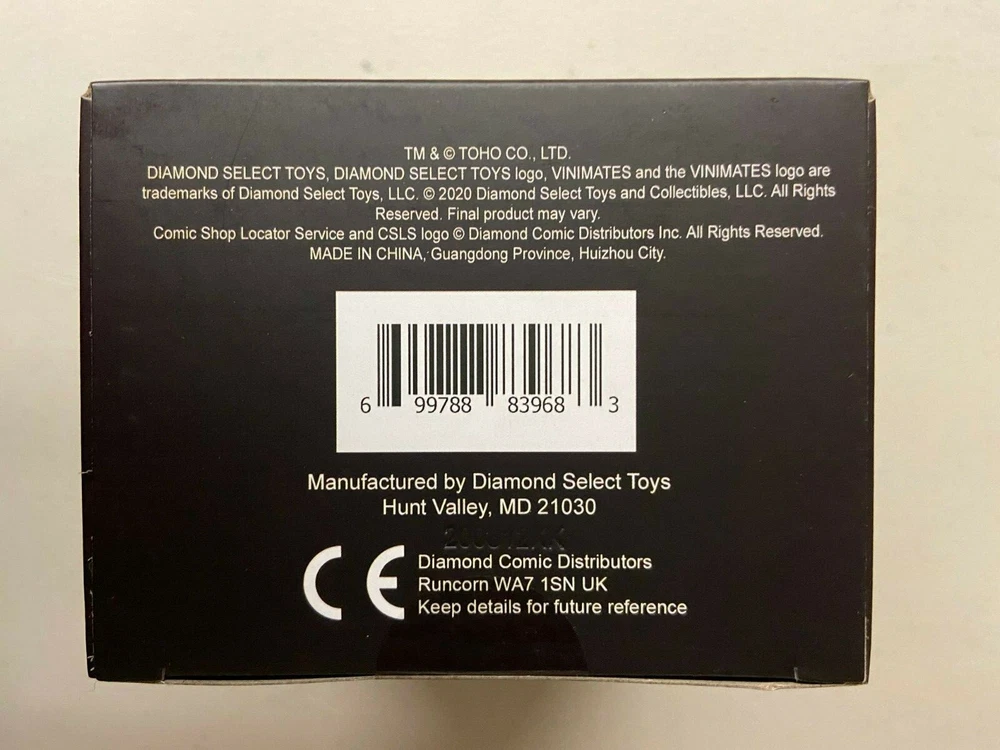 TM & © TOHO CO., LTD.
DIAMOND SELECT TOYS, DIAMOND SELECT TOYS logo, VINIMATES and the VINIMATES logo are
trademarks of Diamond Select Toys, LLC. © 2020 Diamond Select Toys and Collectibles, LLC. All Rights
Reserved. Final product may vary.
Comic Shop Locator Service and CSLS logo © Diamond Comic Distributors Inc. All Rights Reserved.
MADE IN CHINA, Guangdong Province, Huizhou City.
6 99788 83968 3
Manufactured by Diamond Select Toys
Hunt Valley, MD 21030
CE
Diamond Comic Distributors
Runcorn WA7 1SN UK
Keep details for future reference